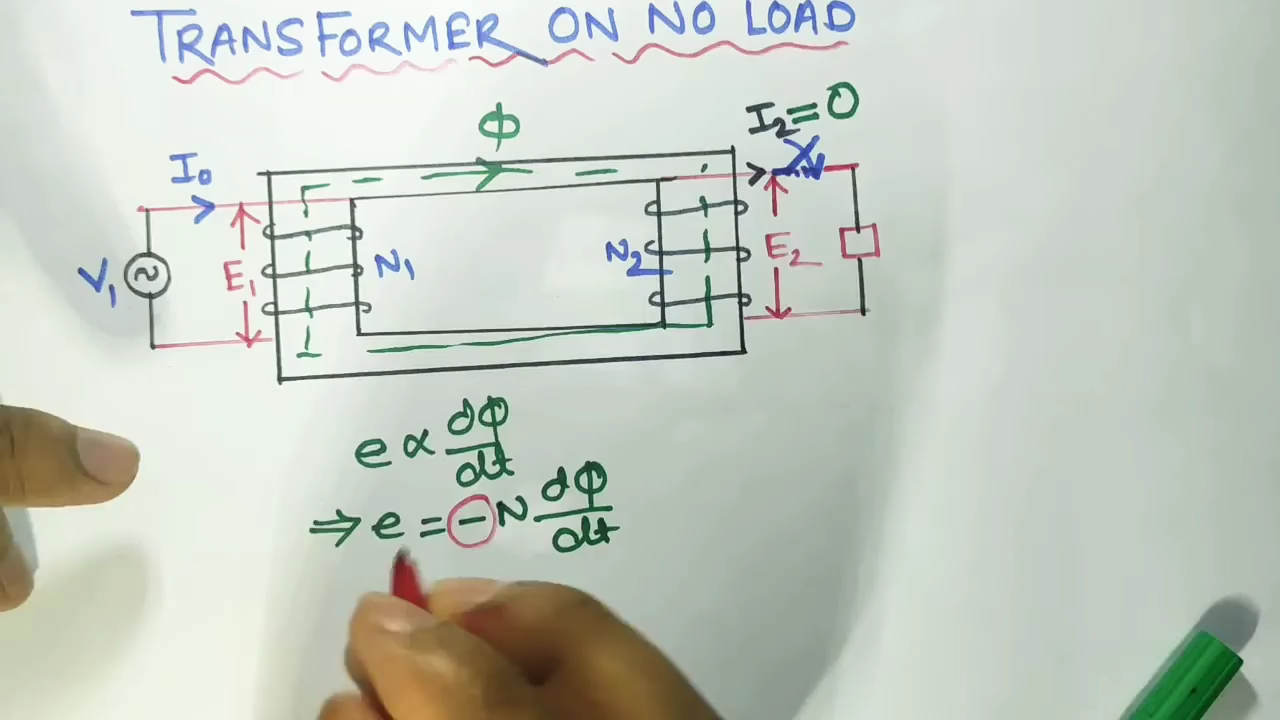 TRANSFORMER ON NO LOAD
I₂=0
Φ
I₀
V₁
E₁
N₁
N₂
E₂
e ∝ dΦ/dt
⇒ e = -N dΦ/dt